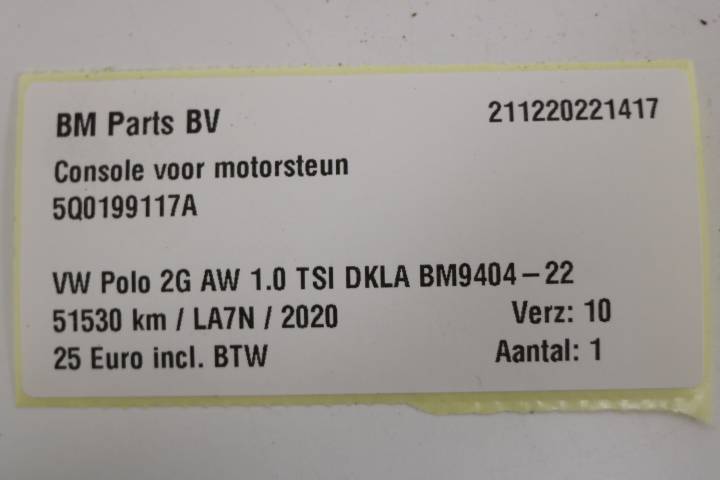 BM Parts BV
211220221417
Console voor motorsteun
5Q0199117A
VW Polo 2G AW 1.0 TSI DKLA BM9404-22
51530 km / LA7N / 2020
Verz: 10
25 Euro incl. BTW
Aantal: 1